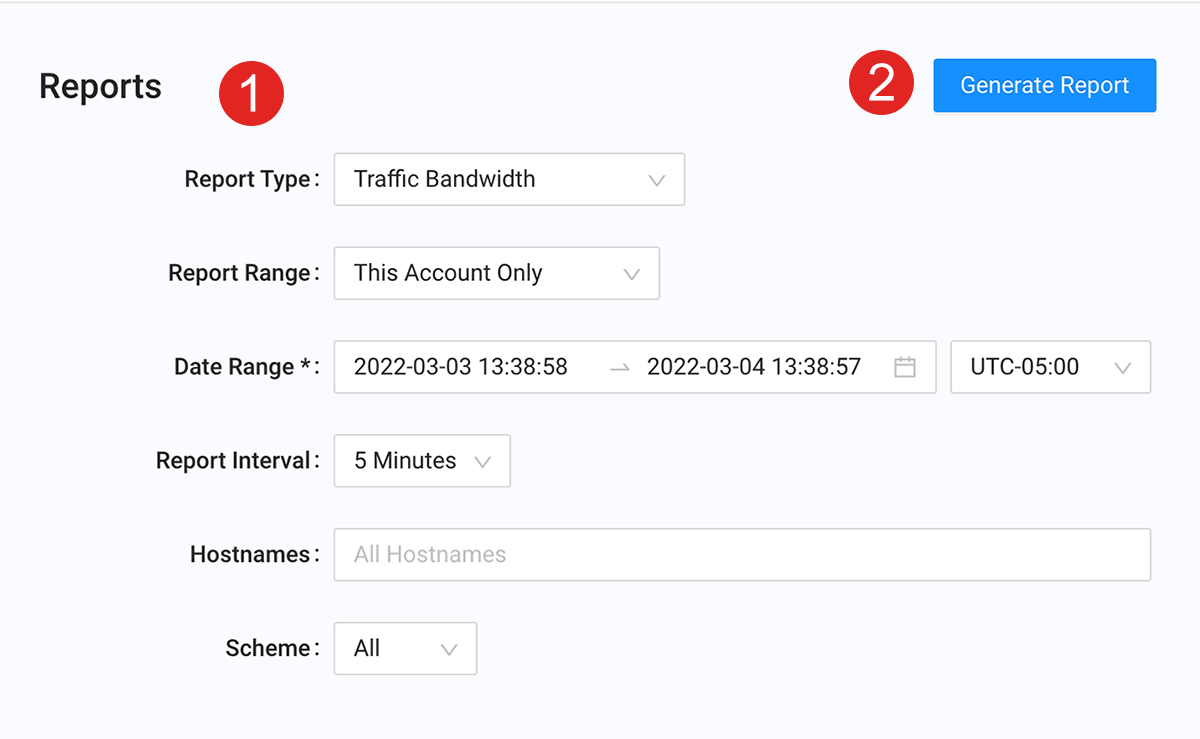 Reports 1 2 Generate Report
Report Type: Traffic Bandwidth
Report Range: This Account Only
Date Range *: 2022-03-03 13:38:58 → 2022-03-04 13:38:57 UTC-05:00
Report Interval: 5 Minutes
Hostnames: All Hostnames
Scheme: All